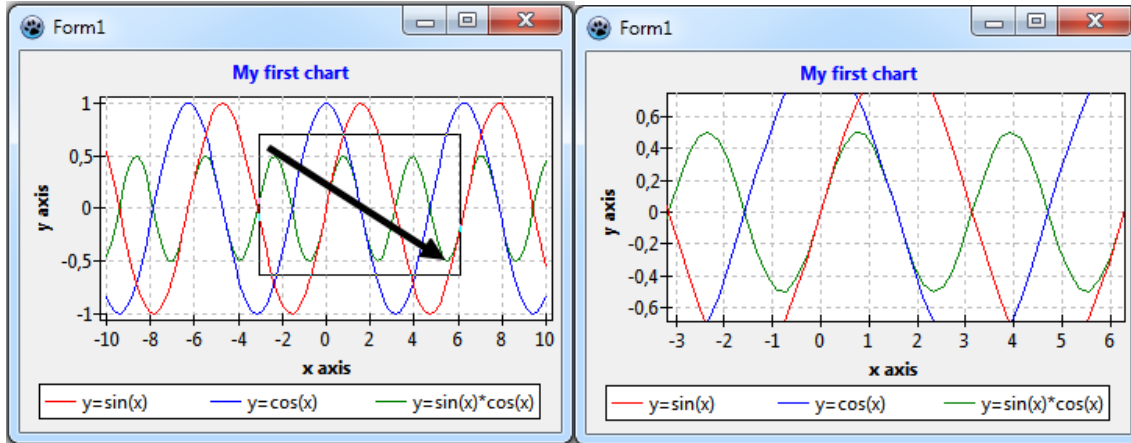 Form1
My first chart
1
0,5
0
-0,5
-1
y axis
-10 -8 -6 -4 -2 0 2 4 6 8 10
x axis
y=sin(x) y=cos(x) y=sin(x)*cos(x)
Form1
My first chart
0,6
0,4
0,2
0
-0,2
-0,4
-0,6
y axis
-3 -2 -1 0 1 2 3 4 5 6
x axis
y=sin(x) y=cos(x) y=sin(x)*cos(x)